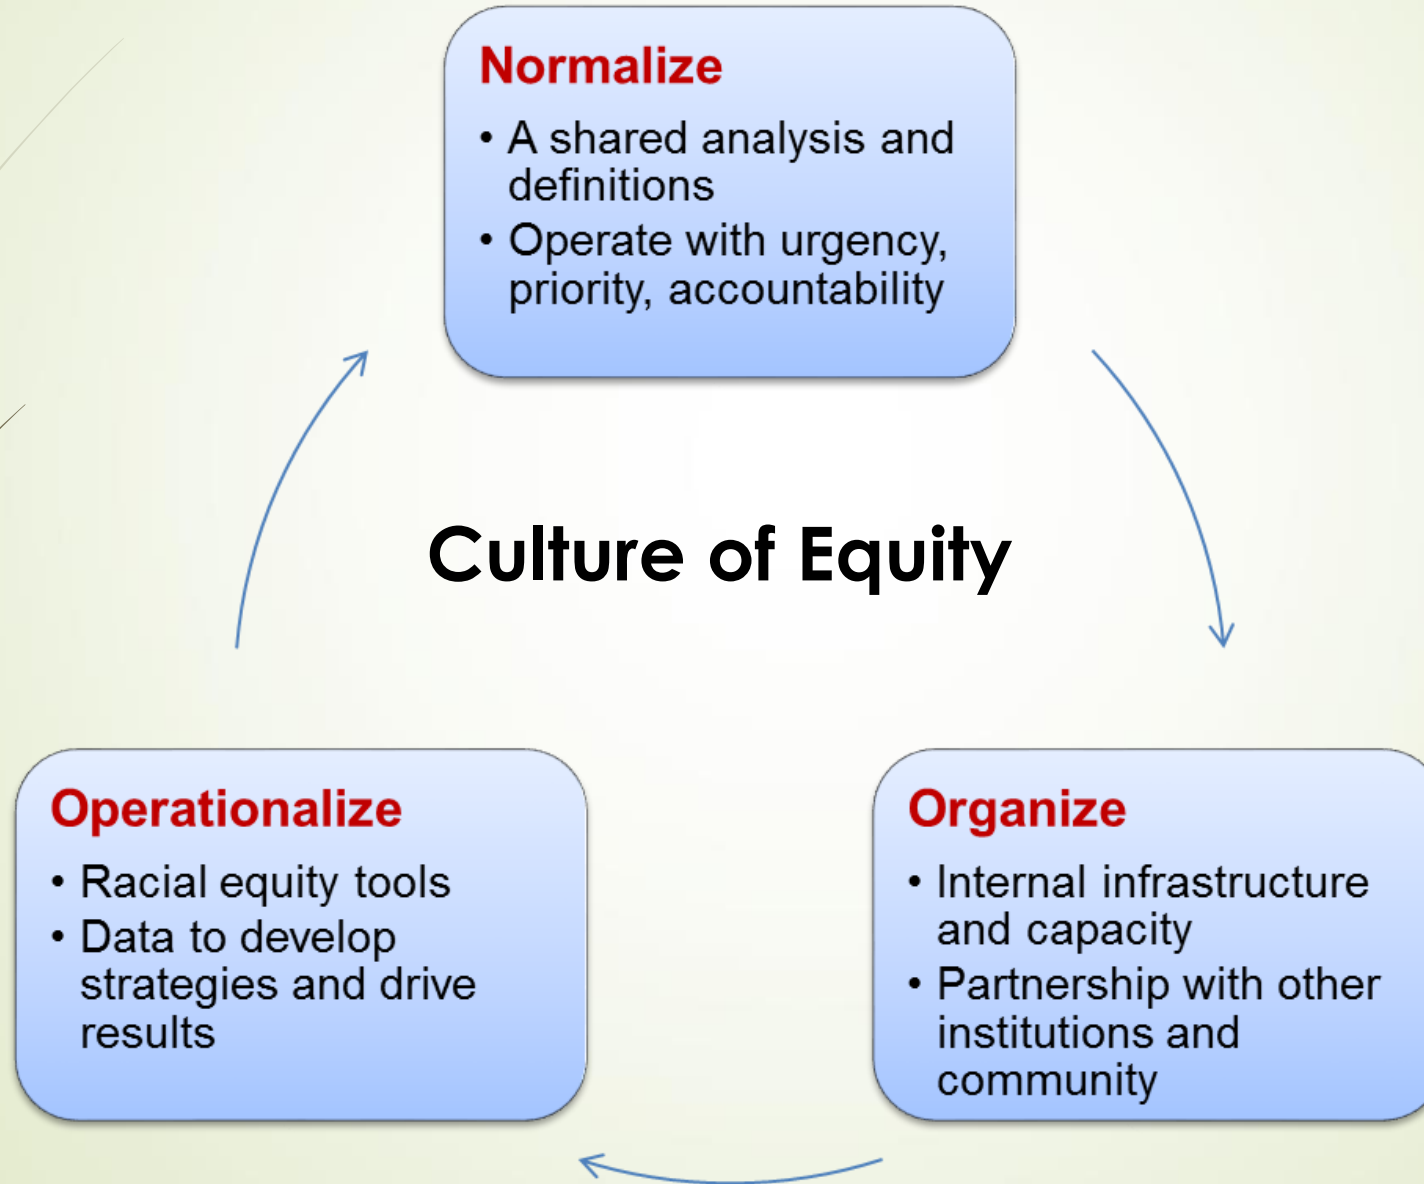 Normalize
• A shared analysis and
definitions
• Operate with urgency,
priority, accountability
Culture of Equity
Operationalize
• Racial equity tools
• Data to develop
strategies and drive
results
Organize
• Internal infrastructure
and capacity
• Partnership with other
institutions and
community